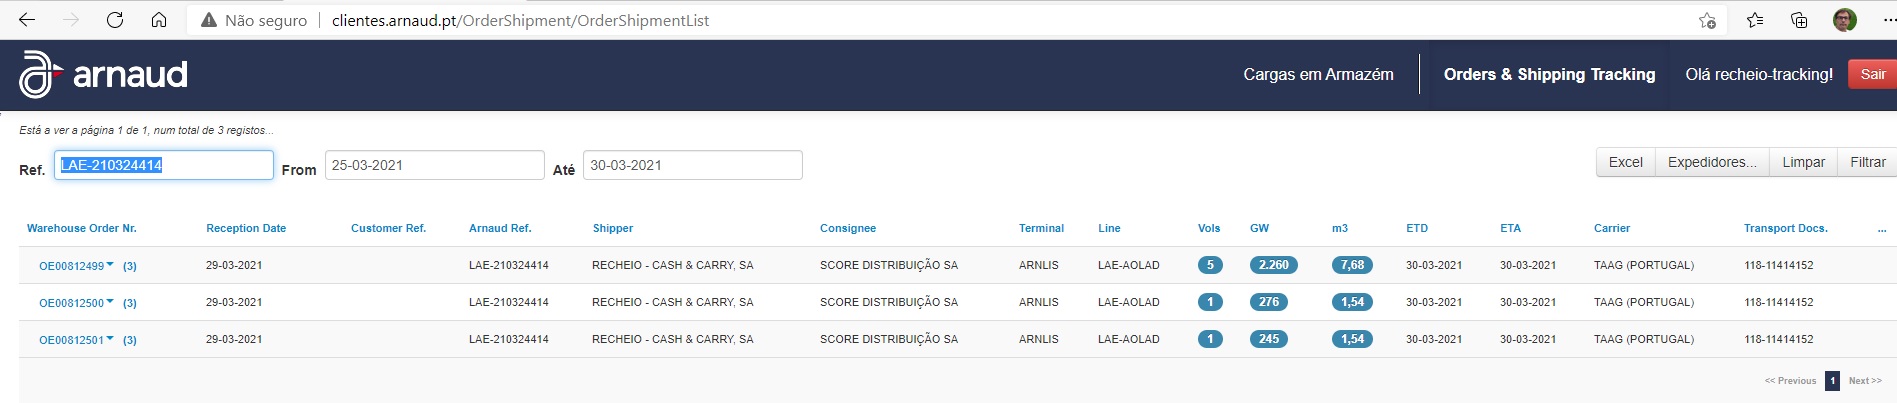 Não seguro | clientes.arnaud.pt/OrderShipment/OrderShipmentList
arnaud
Cargas em Armazém
Orders & Shipping Tracking
Olá recheio-tracking!
Sair
Está a ver a página 1 de 1, num total de 3 registos...
Ref. LAE-210324414 From 25-03-2021 Até 30-03-2021 Excel Expedidores... Limpar Filtrar
Warehouse Order Nr. Reception Date Customer Ref. Arnaud Ref. Shipper Consignee Terminal Line Vols GW m3 ETD ETA Carrier Transport Docs. ...
OE00812499 (3) 29-03-2021 LAE-210324414 RECHEIO - CASH & CARRY, SA SCORE DISTRIBUIÇÃO SA ARNLIS LAE-AOLAD 5 2.260 7,68 30-03-2021 30-03-2021 TAAG (PORTUGAL) 118-11414152
OE00812500 (3) 29-03-2021 LAE-210324414 RECHEIO - CASH & CARRY, SA SCORE DISTRIBUIÇÃO SA ARNLIS LAE-AOLAD 1 276 1,54 30-03-2021 30-03-2021 TAAG (PORTUGAL) 118-11414152
OE00812501 (3) 29-03-2021 LAE-210324414 RECHEIO - CASH & CARRY, SA SCORE DISTRIBUIÇÃO SA ARNLIS LAE-AOLAD 1 245 1,54 30-03-2021 30-03-2021 TAAG (PORTUGAL) 118-11414152
<< Previous 1 Next >>